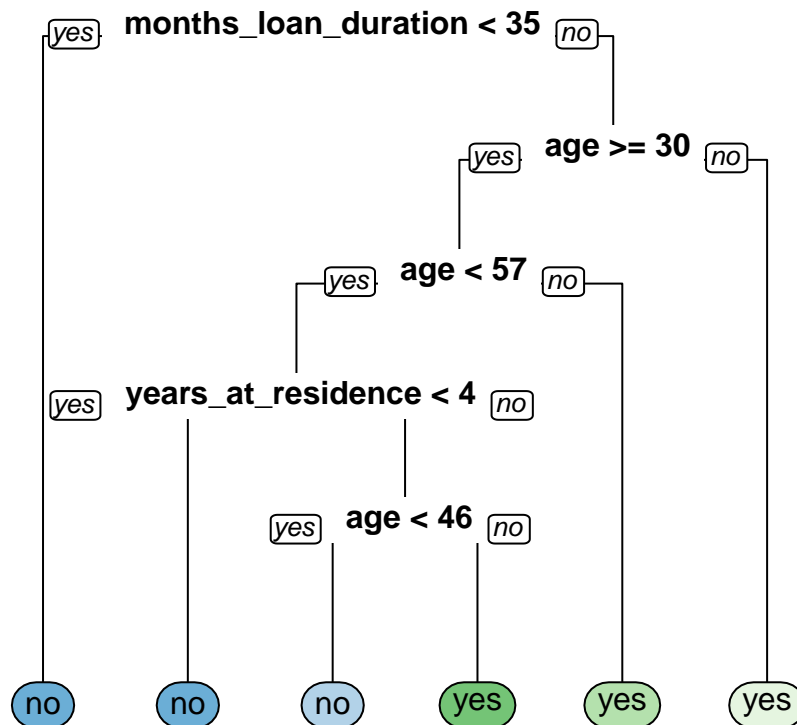 yes months_loan_duration < 35 no
yes age >= 30 no
yes age < 57 no
yes years_at_residence < 4 no
yes age < 46 no
no no no yes yes yes